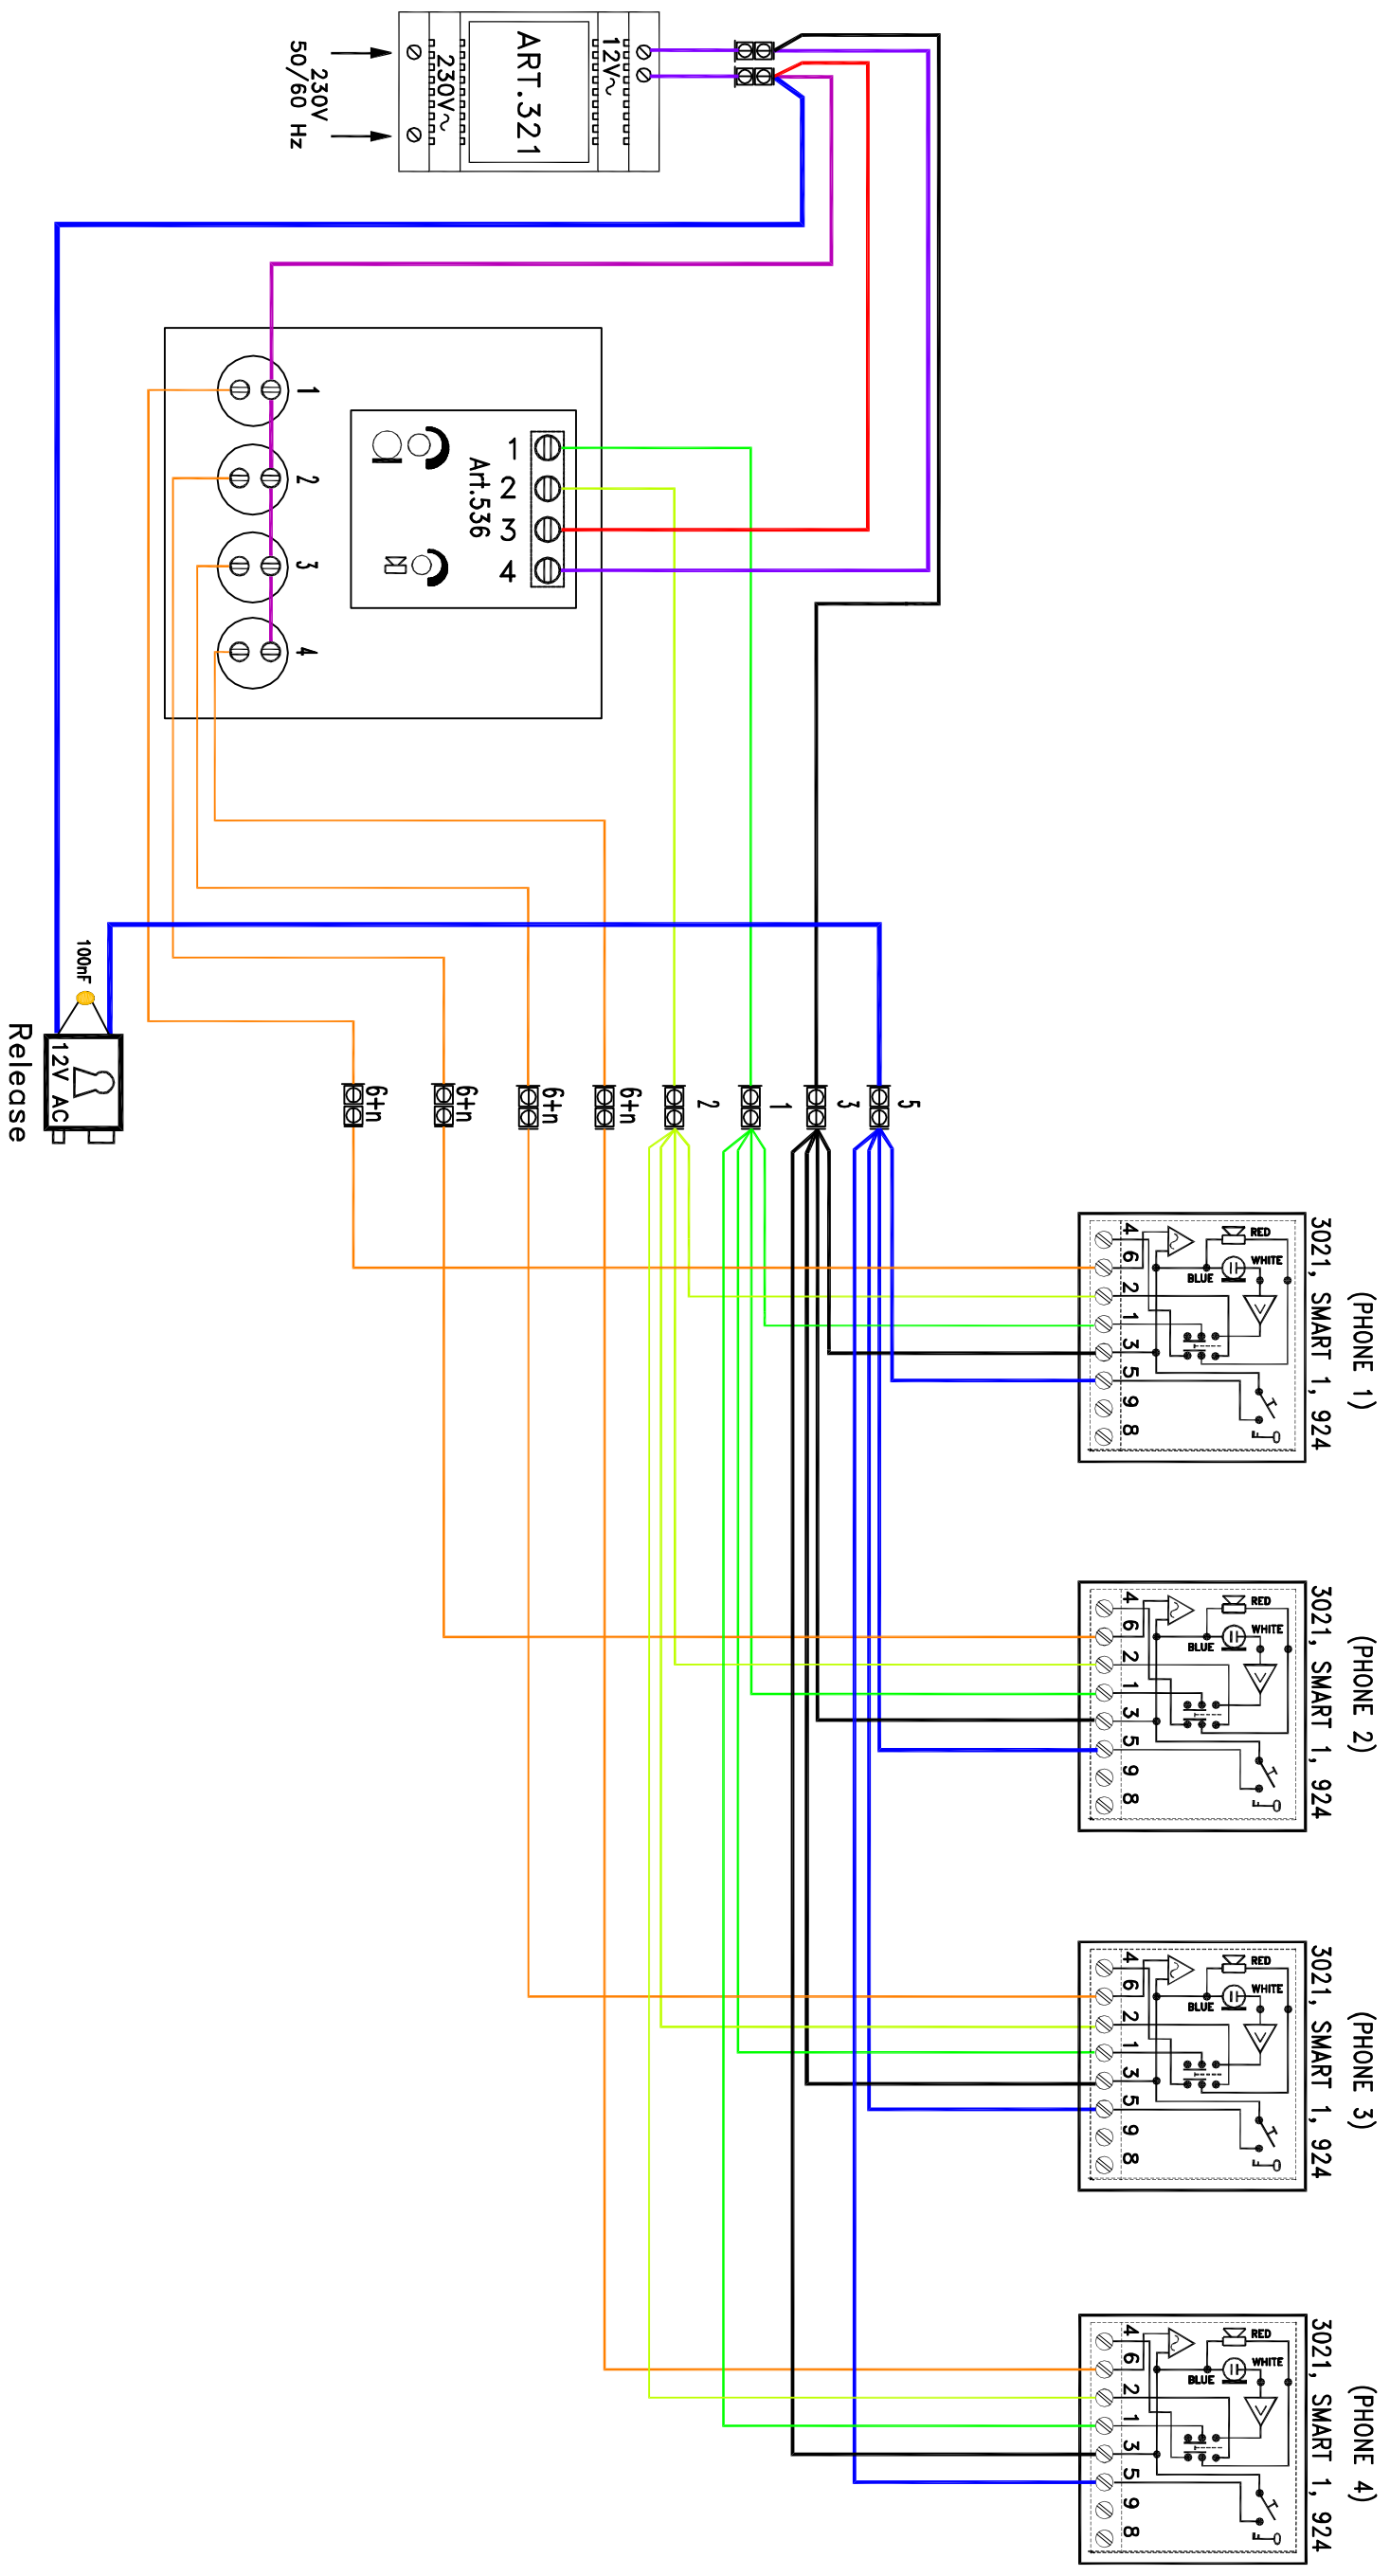 ART.321
12V~
230V~
230V
50/60 Hz
1
2
3
4
Art.536
1
2
3
4
100nF
12V AC
Release
6+n
6+n
6+n
6+n
2
1
3
5
(PHONE 1)
3021, SMART 1, 924
RED
WHITE
BLUE
4 6 2 1 3 5 9 8
(PHONE 2)
3021, SMART 1, 924
RED
WHITE
BLUE
4 6 2 1 3 5 9 8
(PHONE 3)
3021, SMART 1, 924
RED
WHITE
BLUE
4 6 2 1 3 5 9 8
(PHONE 4)
3021, SMART 1, 924
RED
WHITE
BLUE
4 6 2 1 3 5 9 8